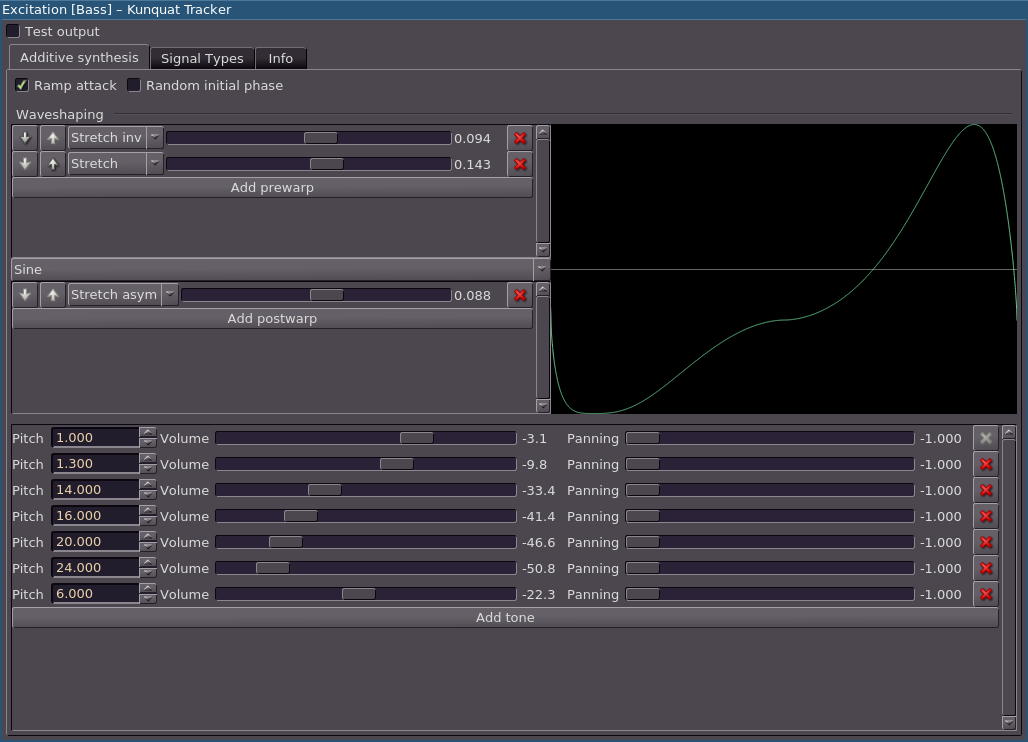 Excitation [Bass] – Kunquat Tracker
Test output
Additive synthesis Signal Types Info
Ramp attack Random initial phase
Waveshaping
Stretch inv 0.094
Stretch 0.143
Add prewarp
Sine
Stretch asym 0.088
Add postwarp
Pitch 1.000 Volume -3.1 Panning -1.000
Pitch 1.300 Volume -9.8 Panning -1.000
Pitch 14.000 Volume -33.4 Panning -1.000
Pitch 16.000 Volume -41.4 Panning -1.000
Pitch 20.000 Volume -46.6 Panning -1.000
Pitch 24.000 Volume -50.8 Panning -1.000
Pitch 6.000 Volume -22.3 Panning -1.000
Add tone